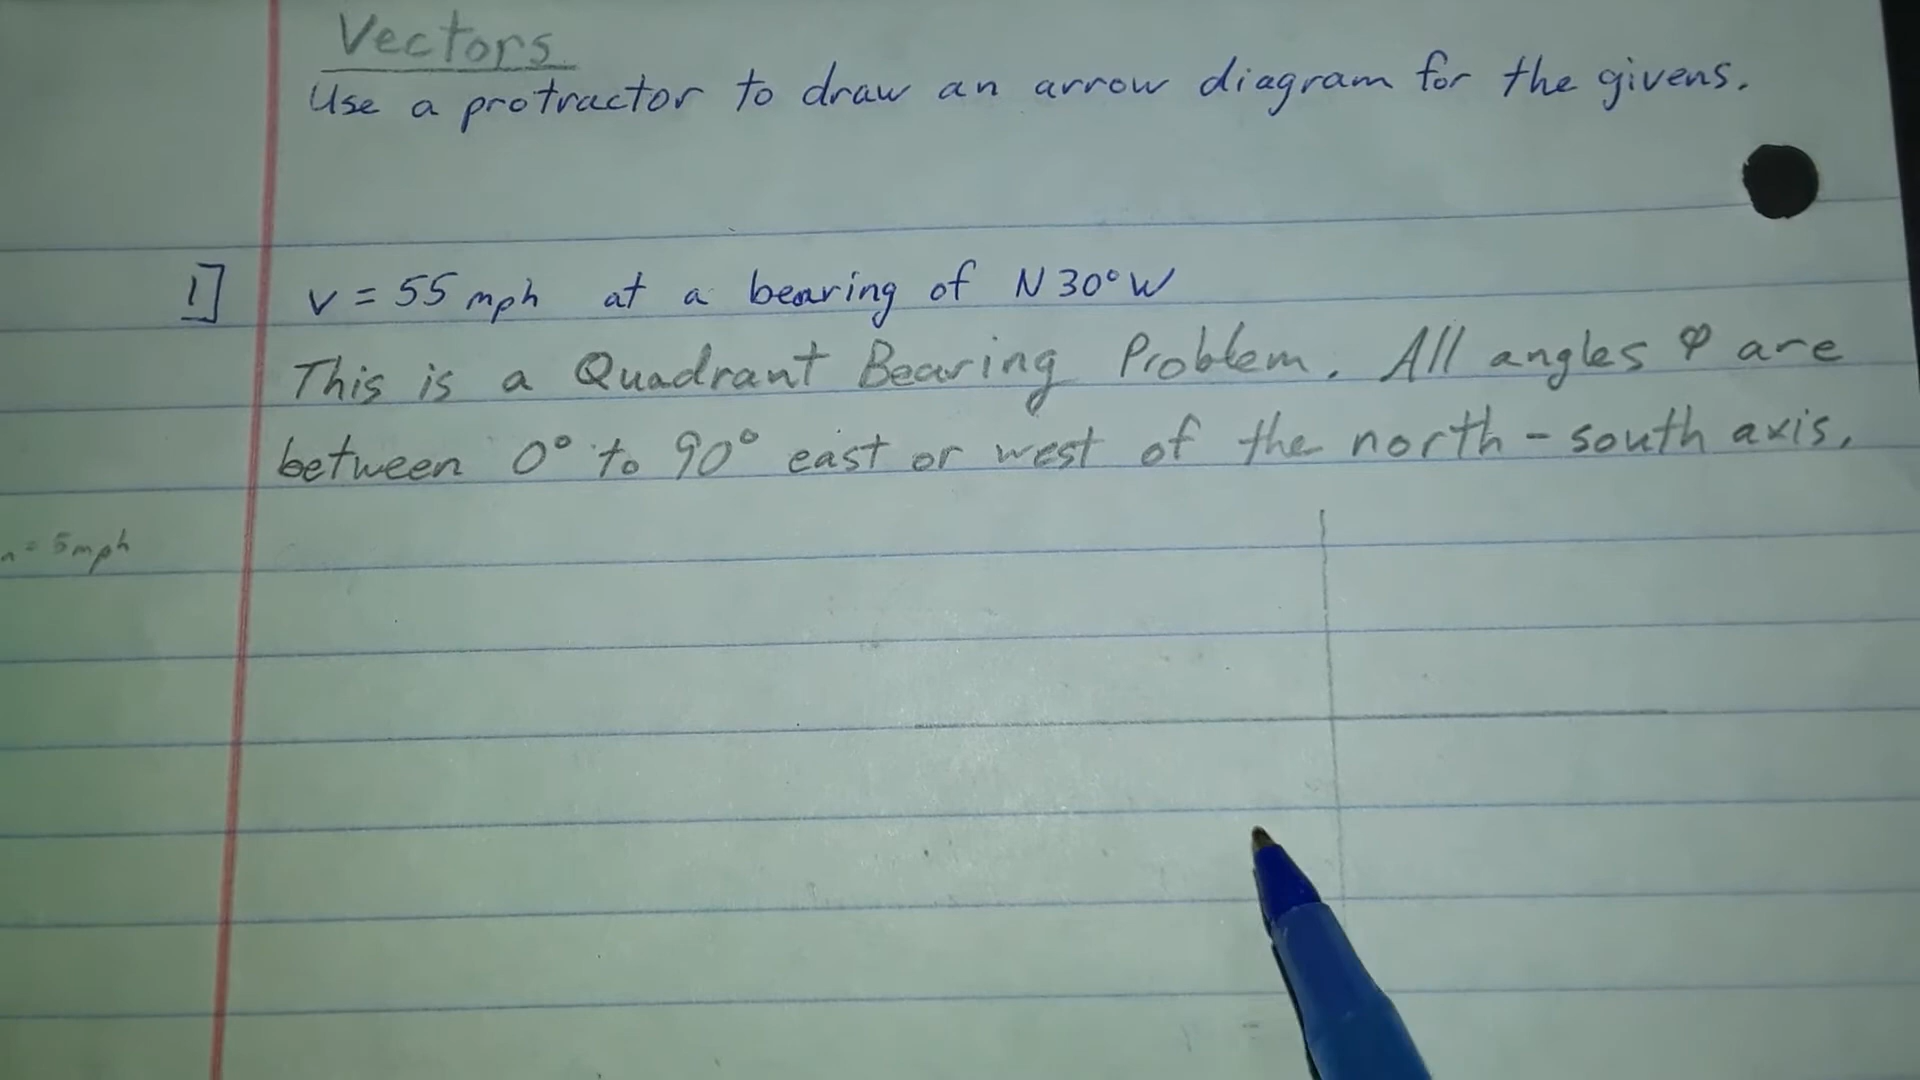 Vectors
Use a protractor to draw an arrow diagram for the givens.
1] v = 55 mph at a bearing of N 30° W
This is a Quadrant Bearing Problem. All angles φ are
between 0° to 90° east or west of the north - south axis.
= 5mph